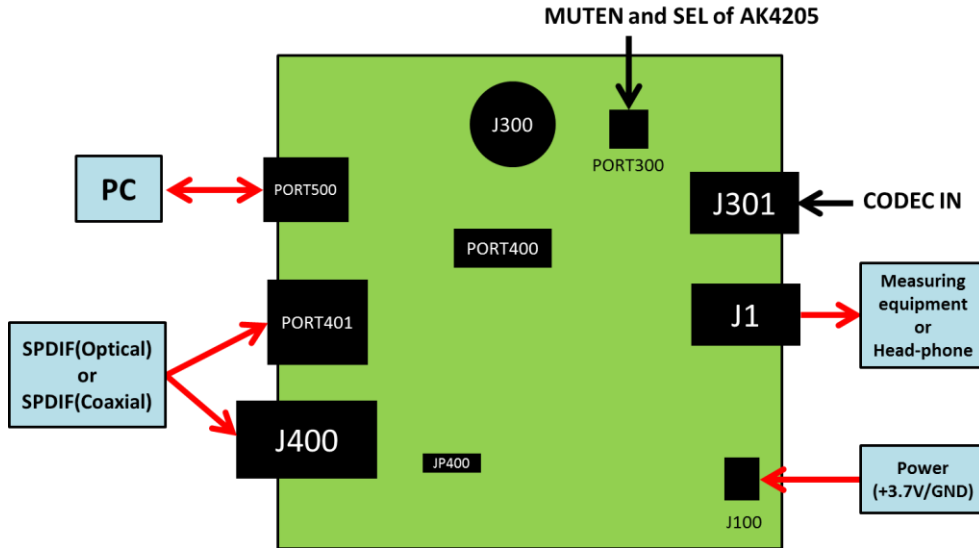 MUTEN and SEL of AK4205
J300
PORT300
PC
PORT500
J301
CODEC IN
PORT400
PORT401
J1
Measuring
equipment
or
Head-phone
SPDIF(Optical)
or
SPDIF(Coaxial)
J400
JP400
J100
Power
(+3.7V/GND)